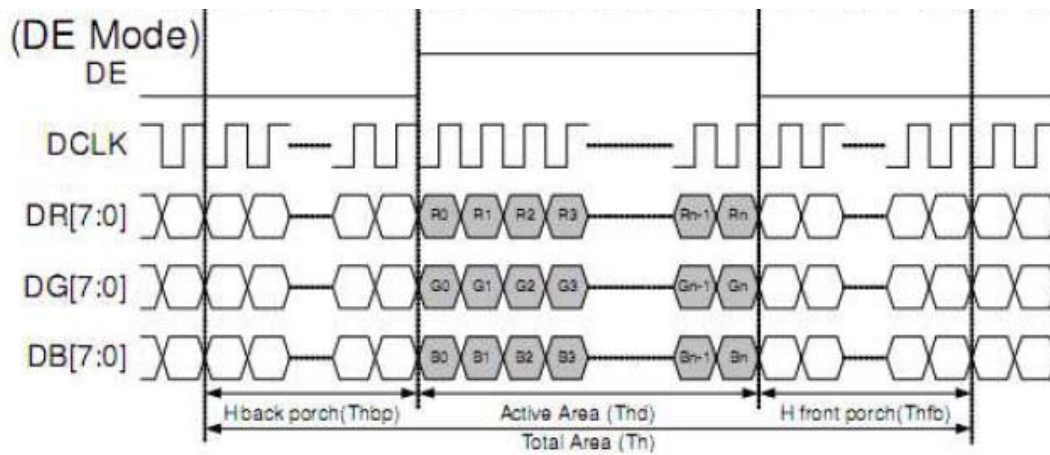 (DE Mode)
DE
DCLK
DR[7:0] R0 R1 R2 R3 Rn-1 Rn
DG[7:0] G0 G1 G2 G3 Gn-1 Gn
DB[7:0] B0 B1 B2 B3 Bn-1 Bn
H back porch(Thbp) Active Area (Thd) H front porch(Thfb)
Total Area (Th)